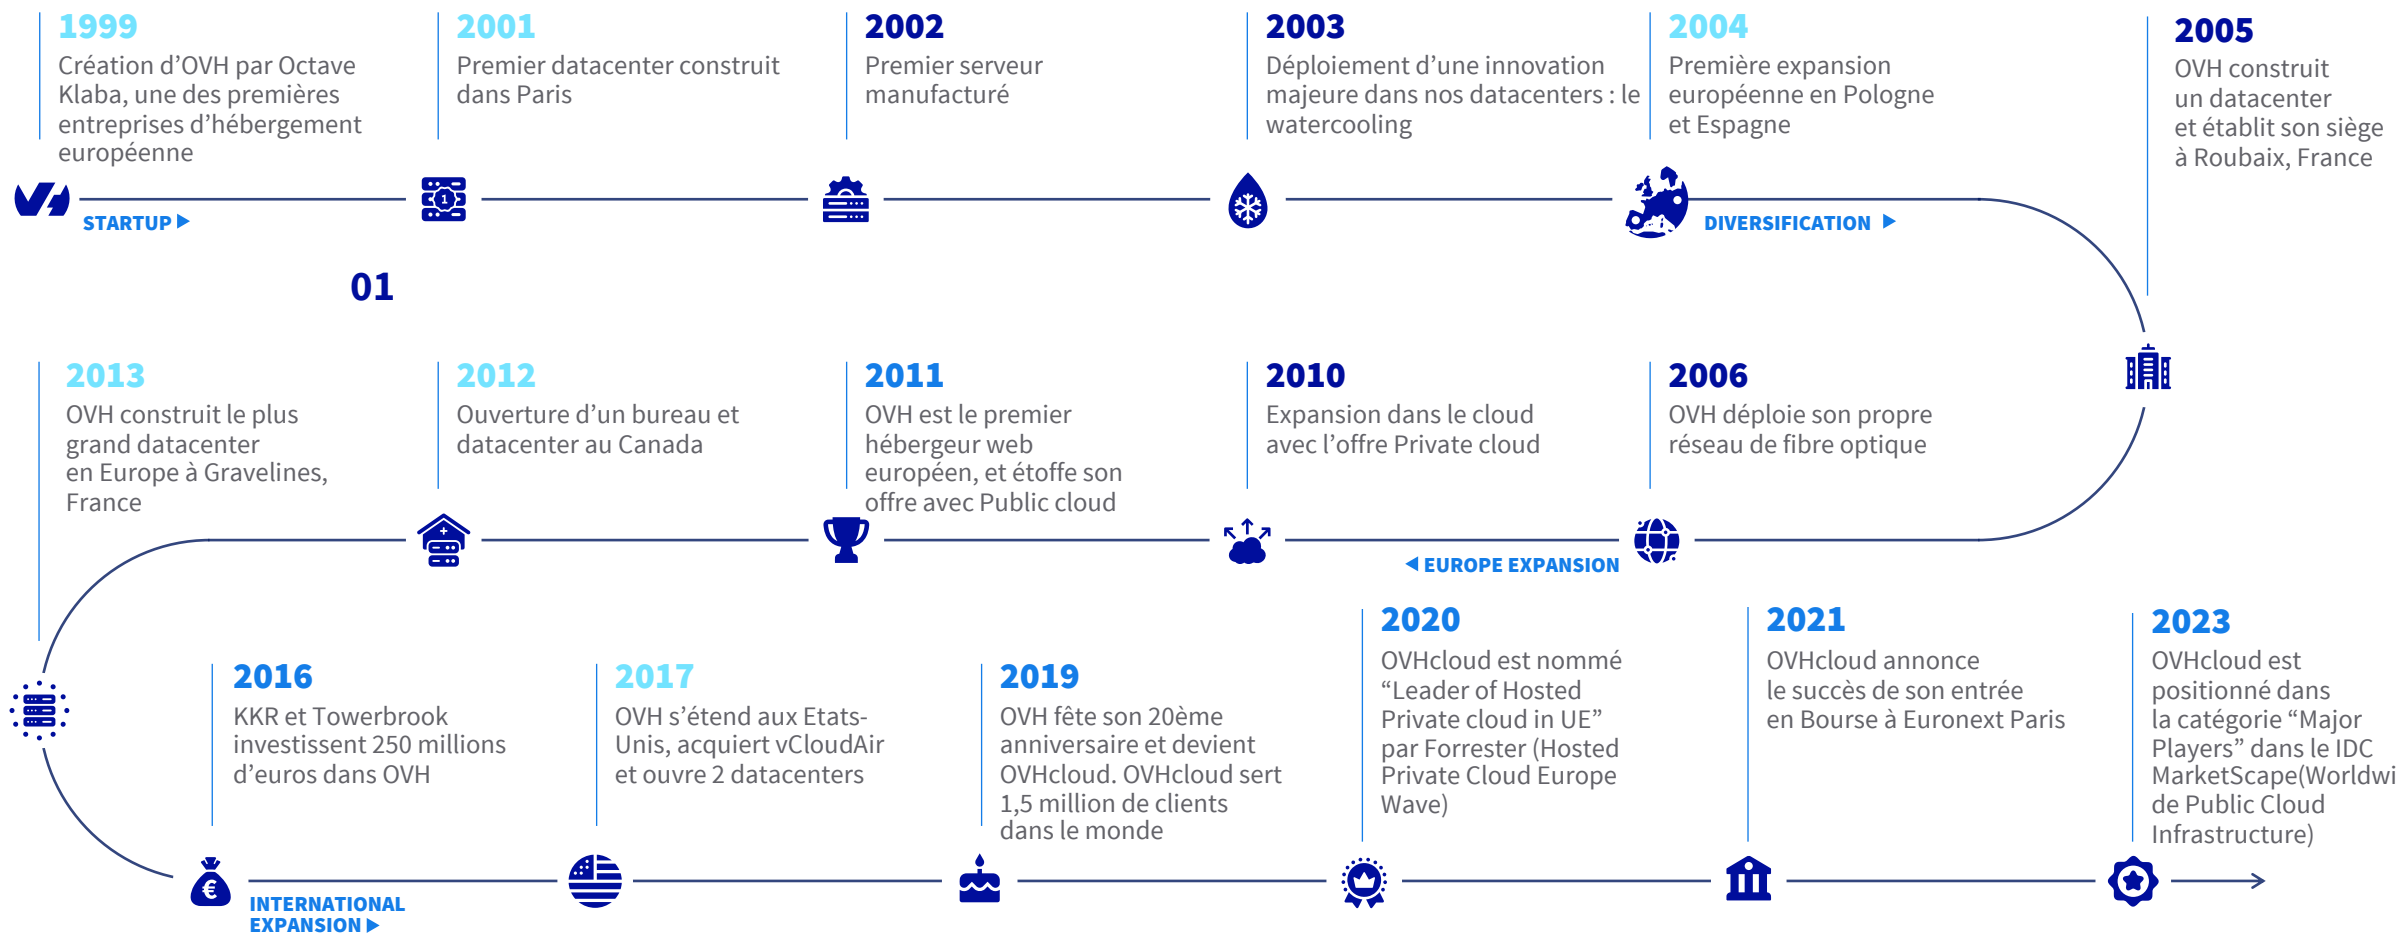 1999
Création d’OVH par Octave
Klaba, une des premières
entreprises d’hébergement
européenne
2001
Premier datacenter construit
dans Paris
2002
Premier serveur
manufacturé
2003
Déploiement d’une innovation
majeure dans nos datacenters : le
watercooling
2004
Première expansion
européenne en Pologne
et Espagne
2005
OVH construit
un datacenter
et établit son siège
à Roubaix, France
1
STARTUP
DIVERSIFICATION
01
2013
OVH construit le plus
grand datacenter
en Europe à Gravelines,
France
2012
Ouverture d’un bureau et
datacenter au Canada
2011
OVH est le premier
hébergeur web
européen, et étoffe son
offre avec Public cloud
2010
Expansion dans le cloud
avec l’offre Private cloud
2006
OVH déploie son propre
réseau de fibre optique
EUROPE EXPANSION
2016
KKR et Towerbrook
investissent 250 millions
d’euros dans OVH
2017
OVH s’étend aux Etats-
Unis, acquiert vCloudAir
et ouvre 2 datacenters
2019
OVH fête son 20ème
anniversaire et devient
OVHcloud. OVHcloud sert
1,5 million de clients
dans le monde
2020
OVHcloud est nommé
“Leader of Hosted
Private cloud in UE”
par Forrester (Hosted
Private Cloud Europe
Wave)
2021
OVHcloud annonce
le succès de son entrée
en Bourse à Euronext Paris
2023
OVHcloud est
positionné dans
la catégorie “Major
Players” dans le IDC
MarketScape(Worldwi
de Public Cloud
Infrastructure)
€
INTERNATIONAL
EXPANSION